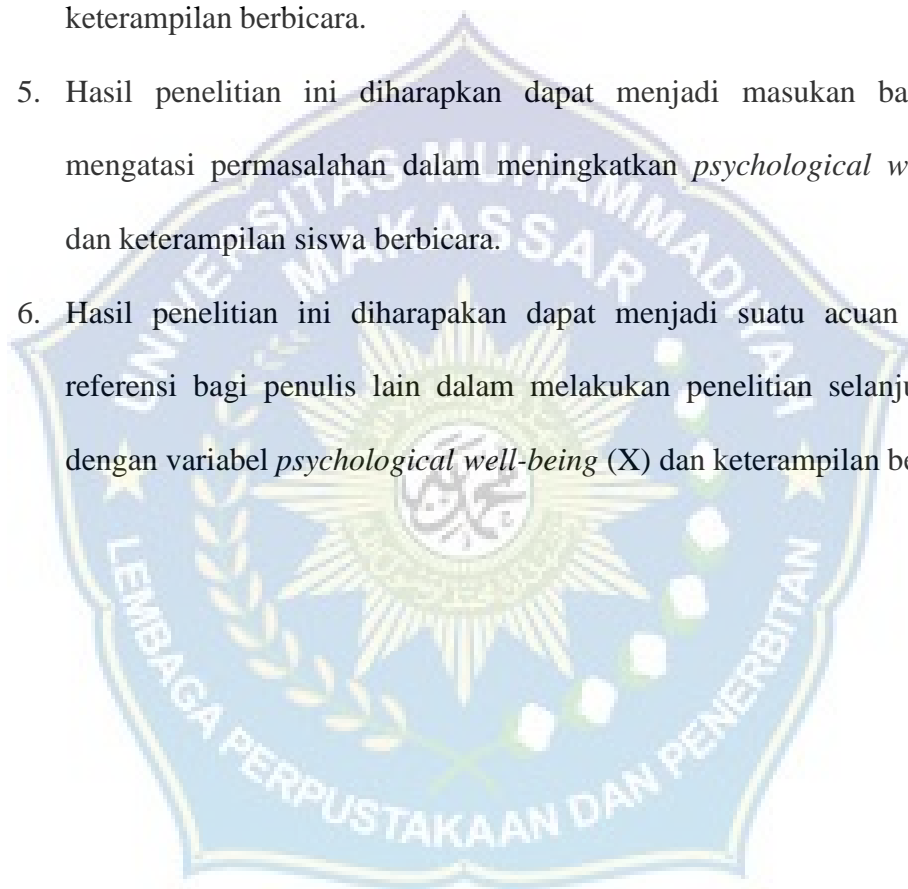 keterampilan berbicara.
5. Hasil penelitian ini diharapkan dapat menjadi masukan ba
mengatasi permasalahan dalam meningkatkan psychological w
dan keterampilan siswa berbicara.
6. Hasil penelitian ini diharapakan dapat menjadi suatu acuan
referensi bagi penulis lain dalam melakukan penelitian selanju
dengan variabel psychological well-being (X) dan keterampilan be
UNIVERSITAS MUHAMMADIYAH
MAKASSAR
LEMBAGA PERPUSTAKAAN DAN PENERBITAN